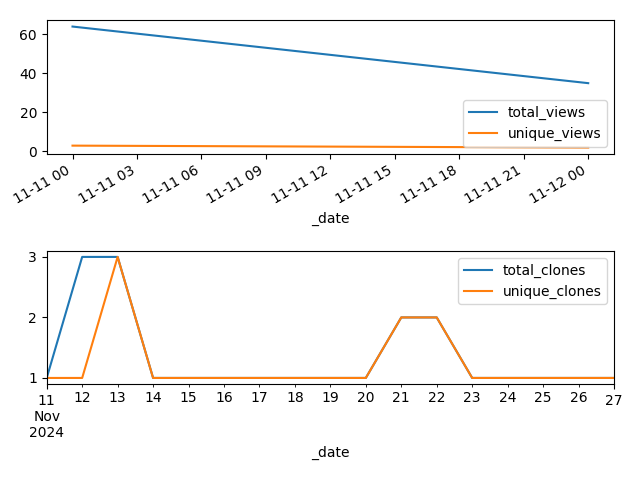 60
40
20
0
total_views
unique_views
11-11 00 11-11 03 11-11 06 11-11 09 11-11 12 11-11 15 11-11 18 11-11 21 11-12 00
_date
3
2
1
total_clones
unique_clones
11 12 13 14 15 16 17 18 19 20 21 22 23 24 25 26 27
Nov
2024
_date